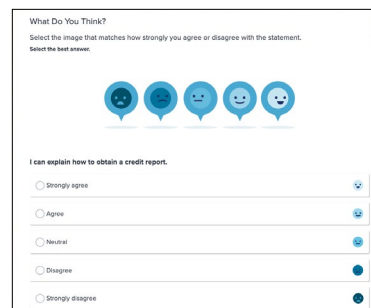 What Do You Think?
Select the image that matches how strongly you agree or disagree with the statement.
Select the best answer.
I can explain how to obtain a credit report.
Strongly agree
Agree
Neutral
Disagree
Strongly disagree